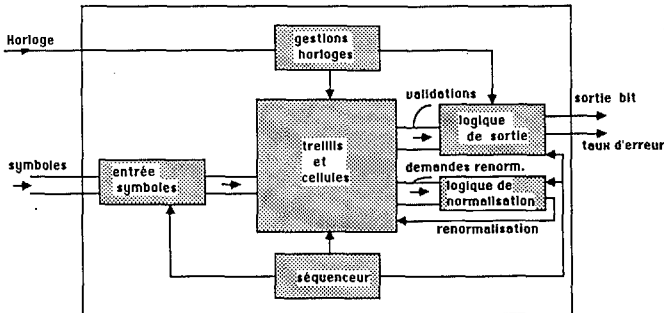 Horloge
gestions
horloges
validations
sortie bit
logique
de sortie
taux d'erreur
treillis
et
cellules
symboles
entrée
symboles
demandes renorm.
logique de
normalisation
renormalisation
séquenceur